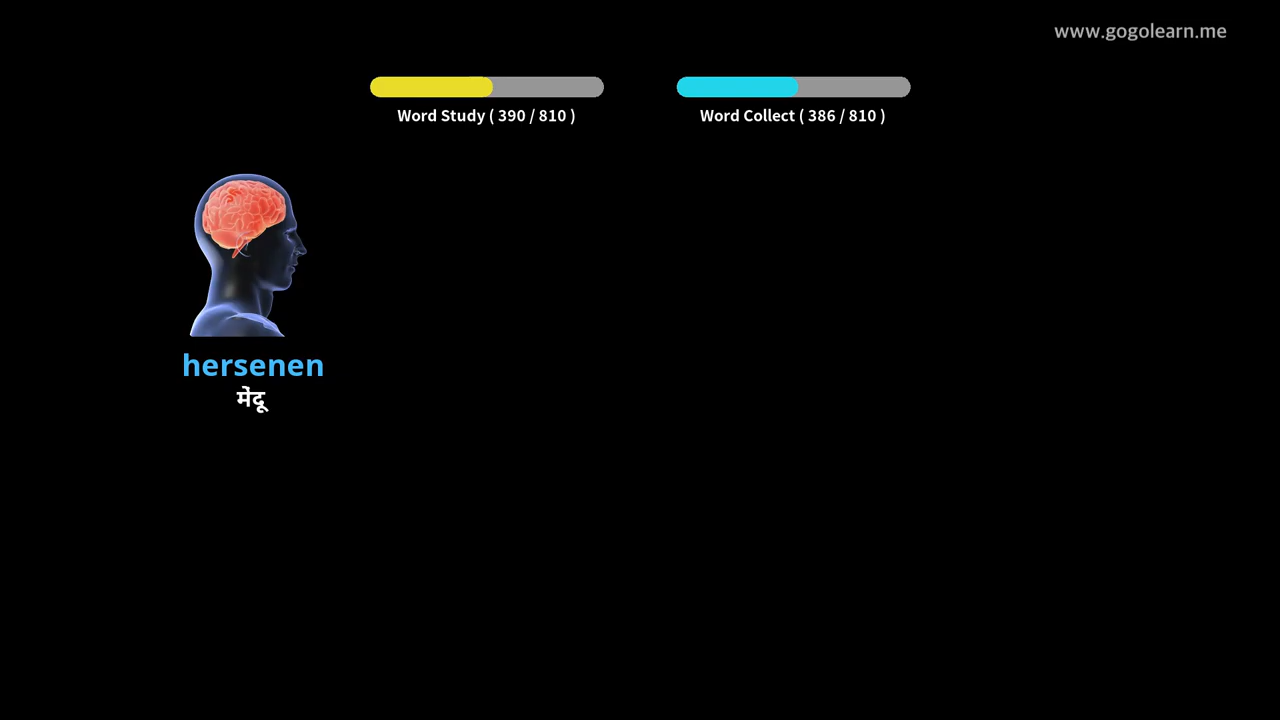 www.gogolearn.me
Word Study ( 390 / 810 )
Word Collect ( 386 / 810 )
hersenen
मेंदू